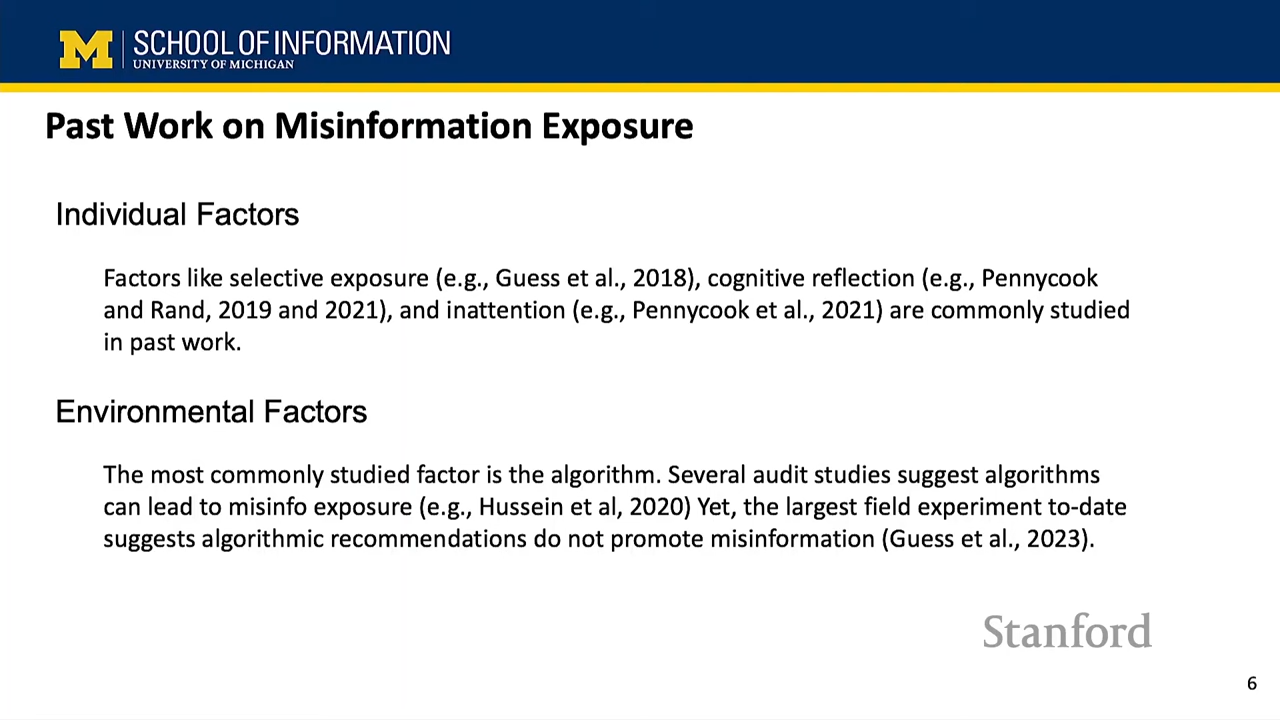 M | SCHOOL OF INFORMATION
UNIVERSITY OF MICHIGAN
Past Work on Misinformation Exposure
Individual Factors
Factors like selective exposure (e.g., Guess et al., 2018), cognitive reflection (e.g., Pennycook
and Rand, 2019 and 2021), and inattention (e.g., Pennycook et al., 2021) are commonly studied
in past work.
Environmental Factors
The most commonly studied factor is the algorithm. Several audit studies suggest algorithms
can lead to misinfo exposure (e.g., Hussein et al, 2020) Yet, the largest field experiment to-date
suggests algorithmic recommendations do not promote misinformation (Guess et al., 2023).
Stanford
6